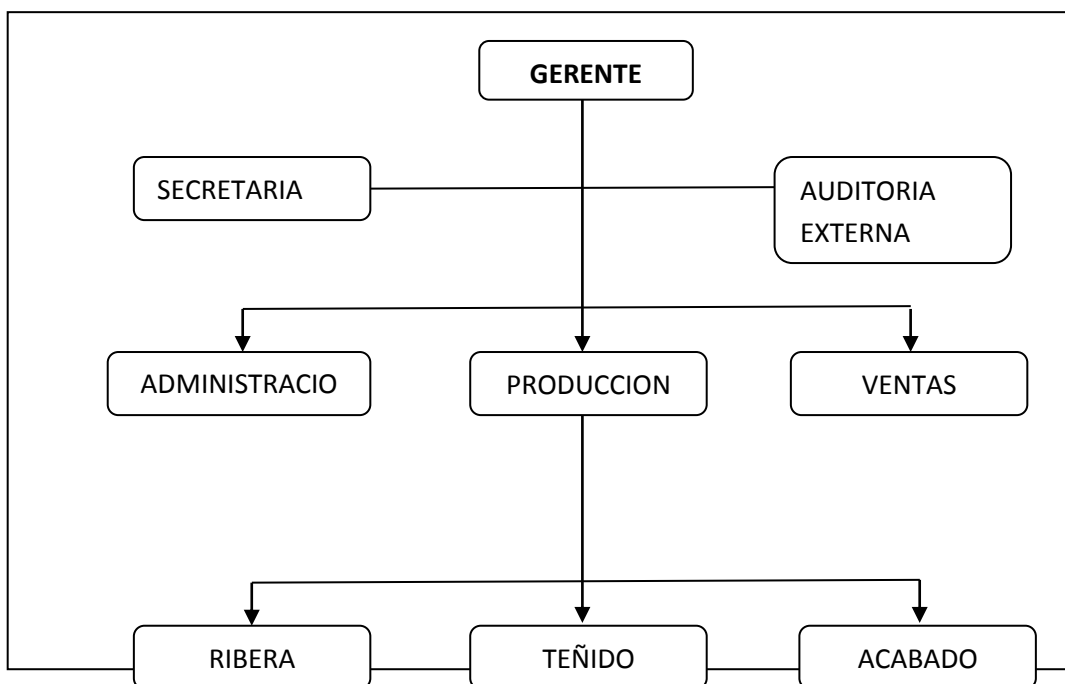 GERENTE
SECRETARIA
AUDITORIA
EXTERNA
ADMINISTRACIO
PRODUCCION
VENTAS
RIBERA
TEÑIDO
ACABADO